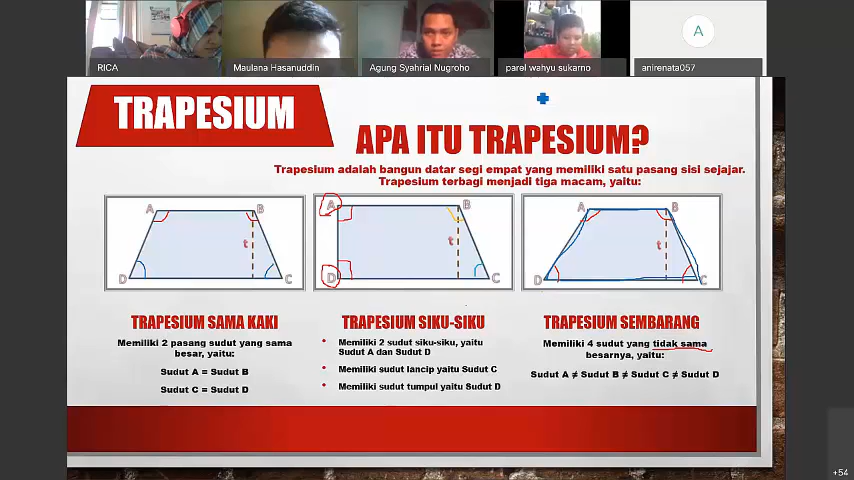 RICA
Maulana Hasanuddin
Agung Syahrial Nugroho
parel wahyu sukarno
A
anirenata057
TRAPESIUM
APA ITU TRAPESIUM?
Trapesium adalah bangun datar segi empat yang memiliki satu pasang sisi sejajar.
Trapesium terbagi menjadi tiga macam, yaitu:
A B
t
D C
A B
t
D C
A B
t
D C
TRAPESIUM SAMA KAKI
Memiliki 2 pasang sudut yang sama
besar, yaitu:
Sudut A = Sudut B
Sudut C = Sudut D
TRAPESIUM SIKU-SIKU
• Memiliki 2 sudut siku-siku, yaitu
Sudut A dan Sudut D
• Memiliki sudut lancip yaitu Sudut C
• Memiliki sudut tumpul yaitu Sudut D
TRAPESIUM SEMBARANG
Memiliki 4 sudut yang tidak sama
besarnya, yaitu:
Sudut A ≠ Sudut B ≠ Sudut C ≠ Sudut D
+54